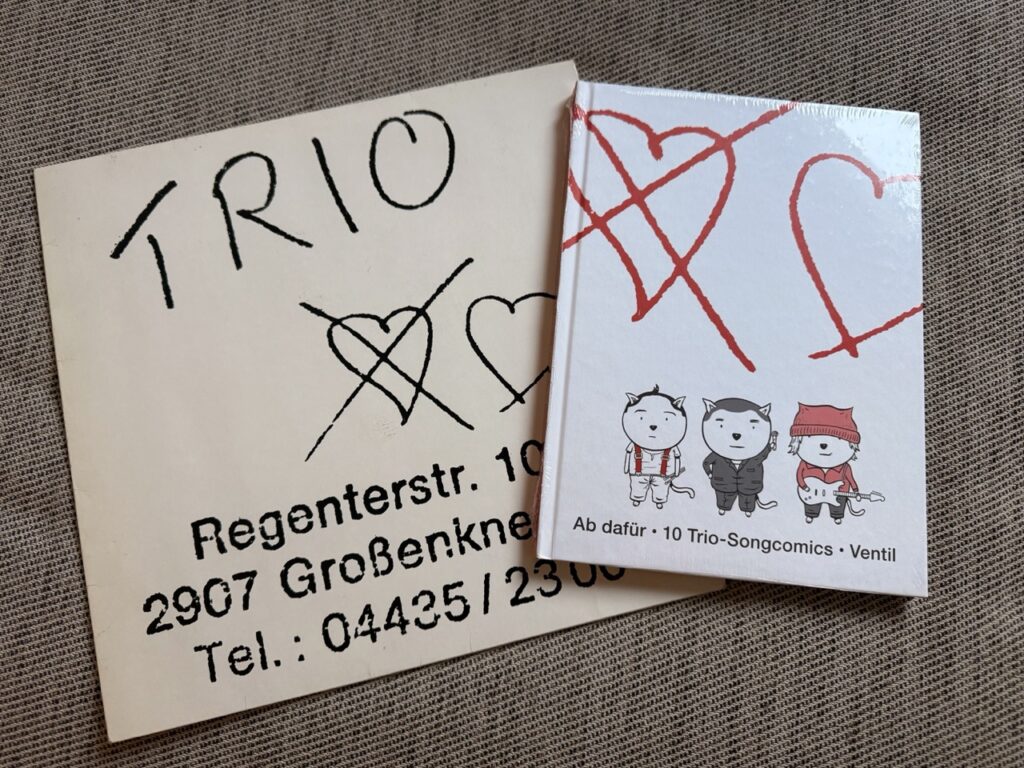 TRIO
Regenterstr. 10
2907 Großenkne
Tel.: 04435 / 23 00
Ab dafür • 10 Trio-Songcomics • Ventil